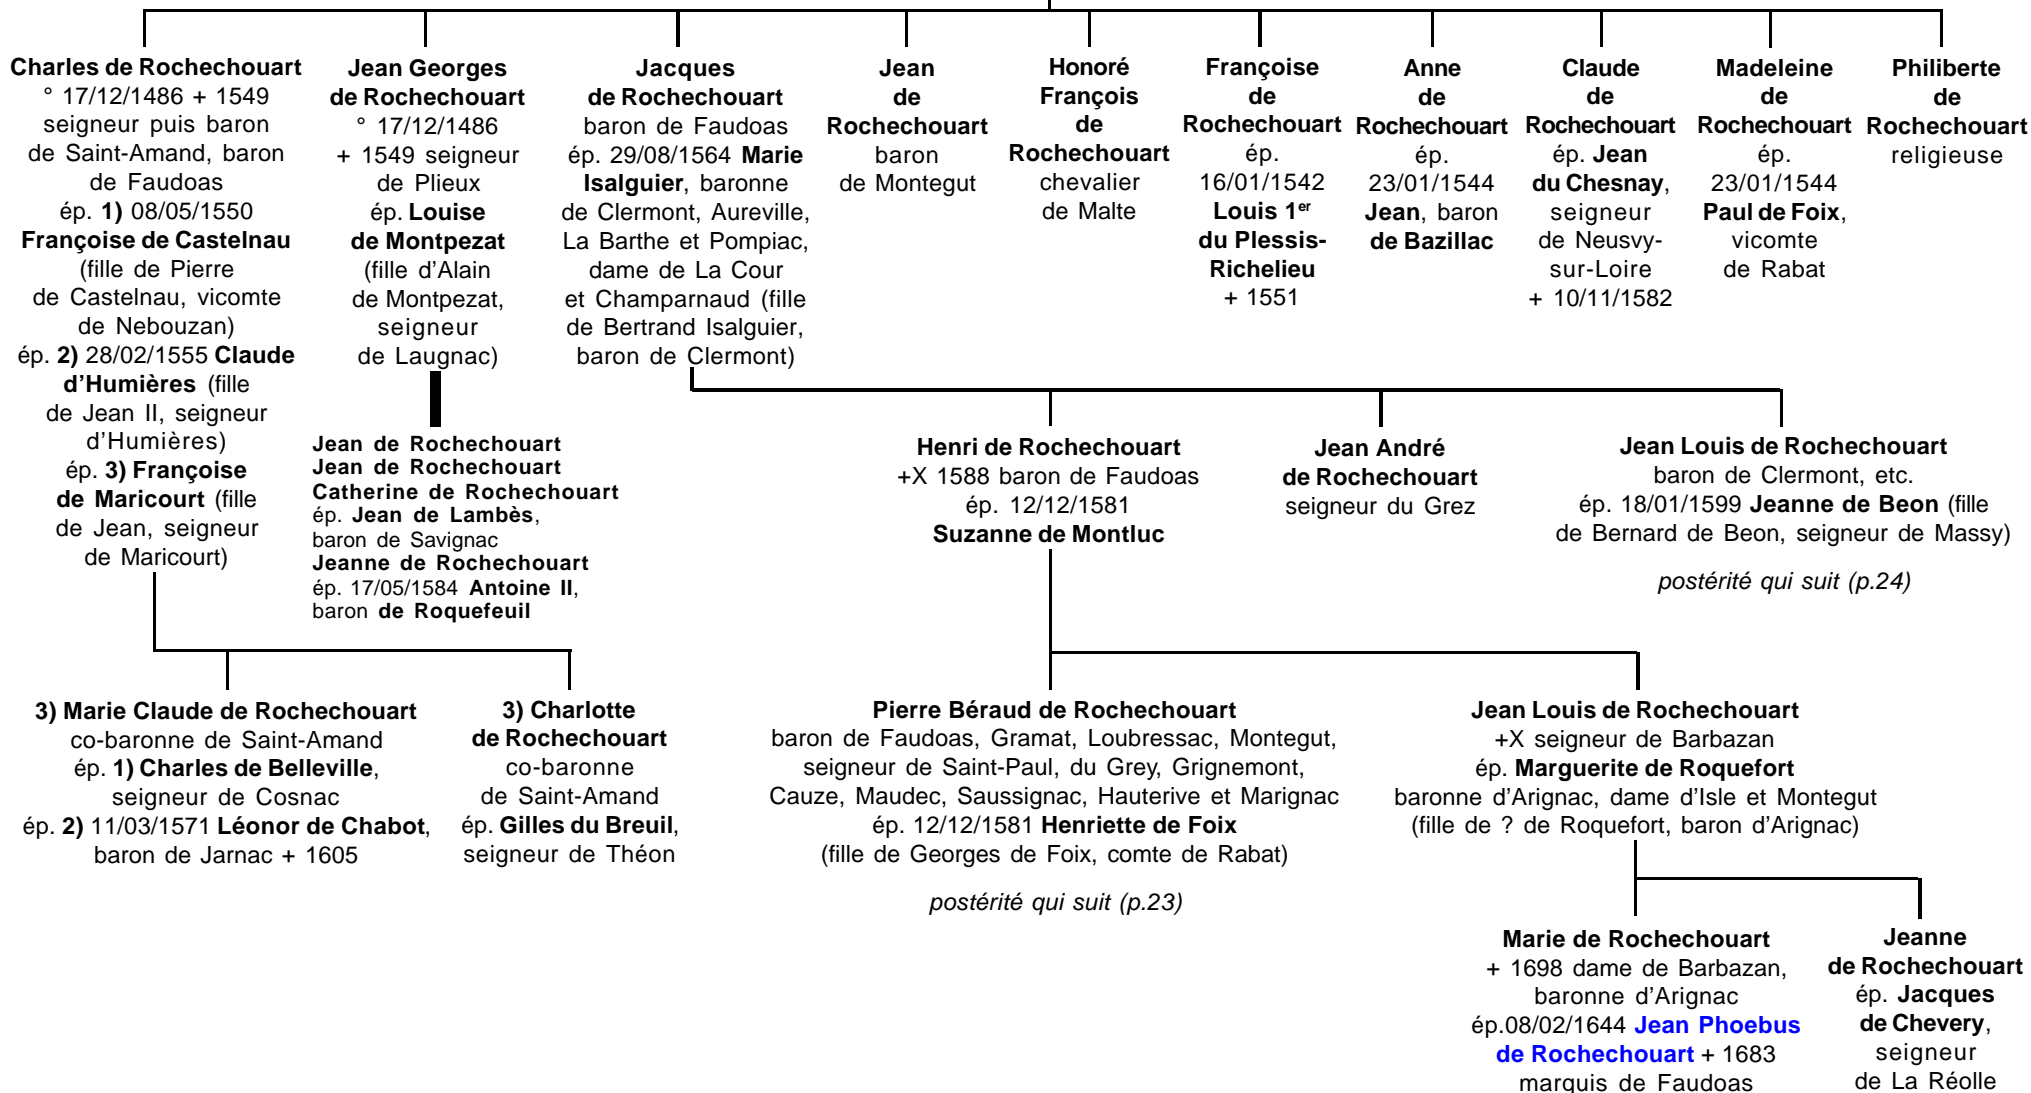 Charles de Rochechouart
° 17/12/1486 + 1549
seigneur puis baron
de Saint-Amand, baron
de Faudoas
ép. 1) 08/05/1550
Françoise de Castelnau
(fille de Pierre
de Castelnau, vicomte
de Nebouzan)
ép. 2) 28/02/1555 Claude
d’Humières (fille
de Jean II, seigneur
d’Humières)
ép. 3) Françoise
de Maricourt (fille
de Jean, seigneur
de Maricourt)
Jean Georges
de Rochechouart
° 17/12/1486
+ 1549 seigneur
de Plieux
ép. Louise
de Montpezat
(fille d'Alain
de Montpezat,
seigneur
de Laugnac)
Jacques
de Rochechouart
baron de Faudoas
ép. 29/08/1564 Marie
Isalguier, baronne
de Clermont, Aureville,
La Barthe et Pompiac,
dame de La Cour
et Champarnaud (fille
de Bertrand Isalguier,
baron de Clermont)
Jean
de
Rochechouart
baron
de Montegut
Honoré
François
de
Rochechouart
chevalier
de Malte
Françoise
de
Rochechouart
ép.
16/01/1542
Louis 1er
du Plessis-
Richelieu
+ 1551
Anne
de
Rochechouart
ép.
23/01/1544
Jean, baron
de Bazillac
Claude
de
Rochechouart
ép. Jean
du Chesnay,
seigneur
de Neusvy-
sur-Loire
+ 10/11/1582
Madeleine
de
Rochechouart
ép.
23/01/1544
Paul de Foix,
vicomte
de Rabat
Philiberte
de
Rochechouart
religieuse
Jean de Rochechouart
Jean de Rochechouart
Catherine de Rochechouart
ép. Jean de Lambès,
baron de Savignac
Jeanne de Rochechouart
ép. 17/05/1584 Antoine II,
baron de Roquefeuil
Henri de Rochechouart
+X 1588 baron de Faudoas
ép. 12/12/1581
Suzanne de Montluc
Jean André
de Rochechouart
seigneur du Grez
Jean Louis de Rochechouart
baron de Clermont, etc.
ép. 18/01/1599 Jeanne de Beon (fille
de Bernard de Beon, seigneur de Massy)
postérité qui suit (p.24)
3) Marie Claude de Rochechouart
co-baronne de Saint-Amand
ép. 1) Charles de Belleville,
seigneur de Cosnac
ép. 2) 11/03/1571 Léonor de Chabot,
baron de Jarnac + 1605
3) Charlotte
de Rochechouart
co-baronne
de Saint-Amand
ép. Gilles du Breuil,
seigneur de Théon
Pierre Béraud de Rochechouart
baron de Faudoas, Gramat, Loubressac, Montegut,
seigneur de Saint-Paul, du Grey, Grignemont,
Cauze, Maudec, Saussignac, Hauterive et Marignac
ép. 12/12/1581 Henriette de Foix
(fille de Georges de Foix, comte de Rabat)
postérité qui suit (p.23)
Jean Louis de Rochechouart
+X seigneur de Barbazan
ép. Marguerite de Roquefort
baronne d'Arignac, dame d'Isle et Montegut
(fille de ? de Roquefort, baron d'Arignac)
Marie de Rochechouart
+ 1698 dame de Barbazan,
baronne d'Arignac
ép.08/02/1644 Jean Phoebus
de Rochechouart + 1683
marquis de Faudoas
Jeanne
de Rochechouart
ép. Jacques
de Chevery,
seigneur
de La Réolle